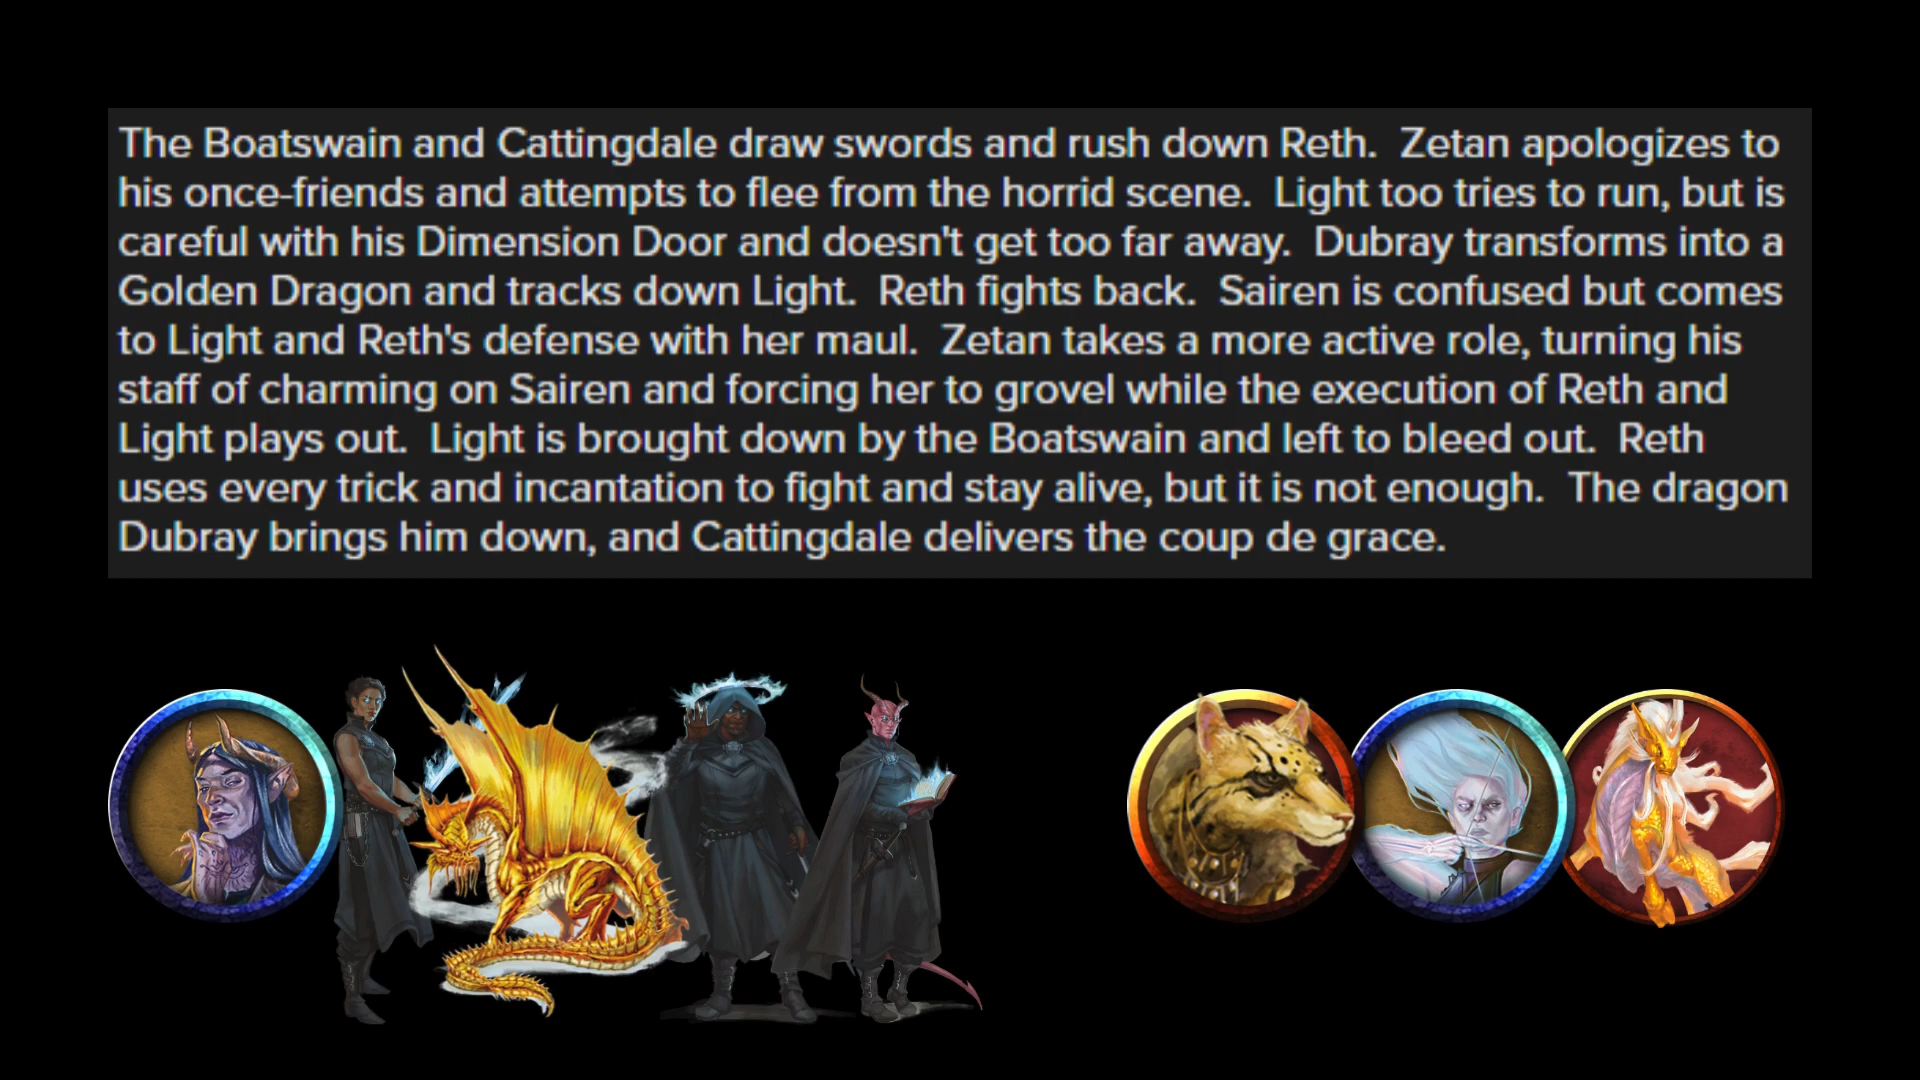 The Boatswain and Cattingdale draw swords and rush down Reth.  Zetan apologizes to
his once-friends and attempts to flee from the horrid scene.  Light too tries to run, but is
careful with his Dimension Door and doesn't get too far away.  Dubray transforms into a
Golden Dragon and tracks down Light.  Reth fights back.  Sairen is confused but comes
to Light and Reth's defense with her maul.  Zetan takes a more active role, turning his
staff of charming on Sairen and forcing her to grovel while the execution of Reth and
Light plays out.  Light is brought down by the Boatswain and left to bleed out.  Reth
uses every trick and incantation to fight and stay alive, but it is not enough.  The dragon
Dubray brings him down, and Cattingdale delivers the coup de grace.